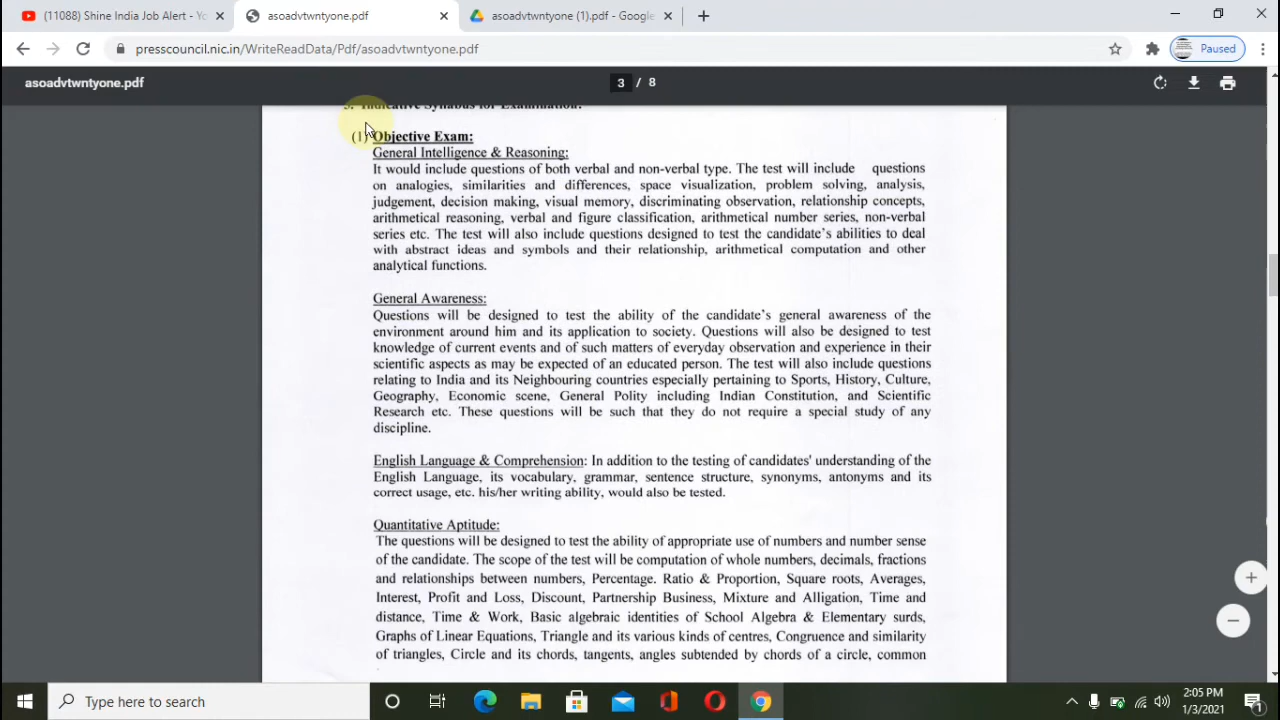 (11088) Shine India Job Alert - Yo
asoadvtwntyone.pdf
asoadvtwntyone (1).pdf - Google
presscouncil.nic.in/WriteReadData/Pdf/asoadvtwntyone.pdf
Paused
asoadvtwntyone.pdf
3 / 8
Indicative Syllabus for Examination:
(1) Objective Exam:
General Intelligence & Reasoning:
It would include questions of both verbal and non-verbal type. The test will include questions
on analogies, similarities and differences, space visualization, problem solving, analysis,
judgement, decision making, visual memory, discriminating observation, relationship concepts,
arithmetical reasoning, verbal and figure classification, arithmetical number series, non-verbal
series etc. The test will also include questions designed to test the candidate's abilities to deal
with abstract ideas and symbols and their relationship, arithmetical computation and other
analytical functions.
General Awareness:
Questions will be designed to test the ability of the candidate's general awareness of the
environment around him and its application to society. Questions will also be designed to test
knowledge of current events and of such matters of everyday observation and experience in their
scientific aspects as may be expected of an educated person. The test will also include questions
relating to India and its Neighbouring countries especially pertaining to Sports, History, Culture,
Geography, Economic scene, General Polity including Indian Constitution, and Scientific
Research etc. These questions will be such that they do not require a special study of any
discipline.
English Language & Comprehension: In addition to the testing of candidates' understanding of the
English Language, its vocabulary, grammar, sentence structure, synonyms, antonyms and its
correct usage, etc. his/her writing ability, would also be tested.
Quantitative Aptitude:
The questions will be designed to test the ability of appropriate use of numbers and number sense
of the candidate. The scope of the test will be computation of whole numbers, decimals, fractions
and relationships between numbers, Percentage. Ratio & Proportion, Square roots, Averages,
Interest, Profit and Loss, Discount, Partnership Business, Mixture and Alligation, Time and
distance, Time & Work, Basic algebraic identities of School Algebra & Elementary surds,
Graphs of Linear Equations, Triangle and its various kinds of centres, Congruence and similarity
of triangles, Circle and its chords, tangents, angles subtended by chords of a circle, common
Type here to search
2:05 PM
1/3/2021
1